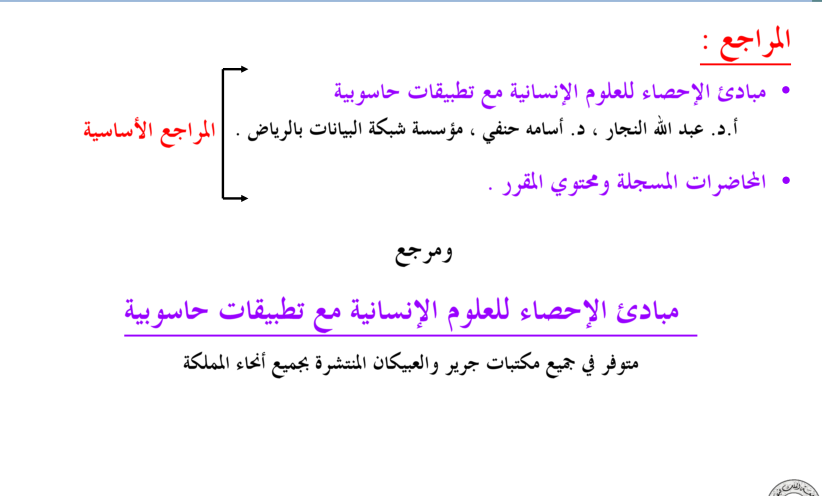 المراجع :
• مبادئ الإحصاء للعلوم الإنسانية مع تطبيقات حاسوبية
أ.د. عبد الله النجار ، د. أسامه حنفي ، مؤسسة شبكة البيانات بالرياض .
المراجع الأساسية
• المحاضرات المسجلة ومحتوي المقرر .
ومرجع
مبادئ الإحصاء للعلوم الإنسانية مع تطبيقات حاسوبية
متوفر في جميع مكتبات جرير والعبيكان المنتشرة بجميع أنحاء المملكة